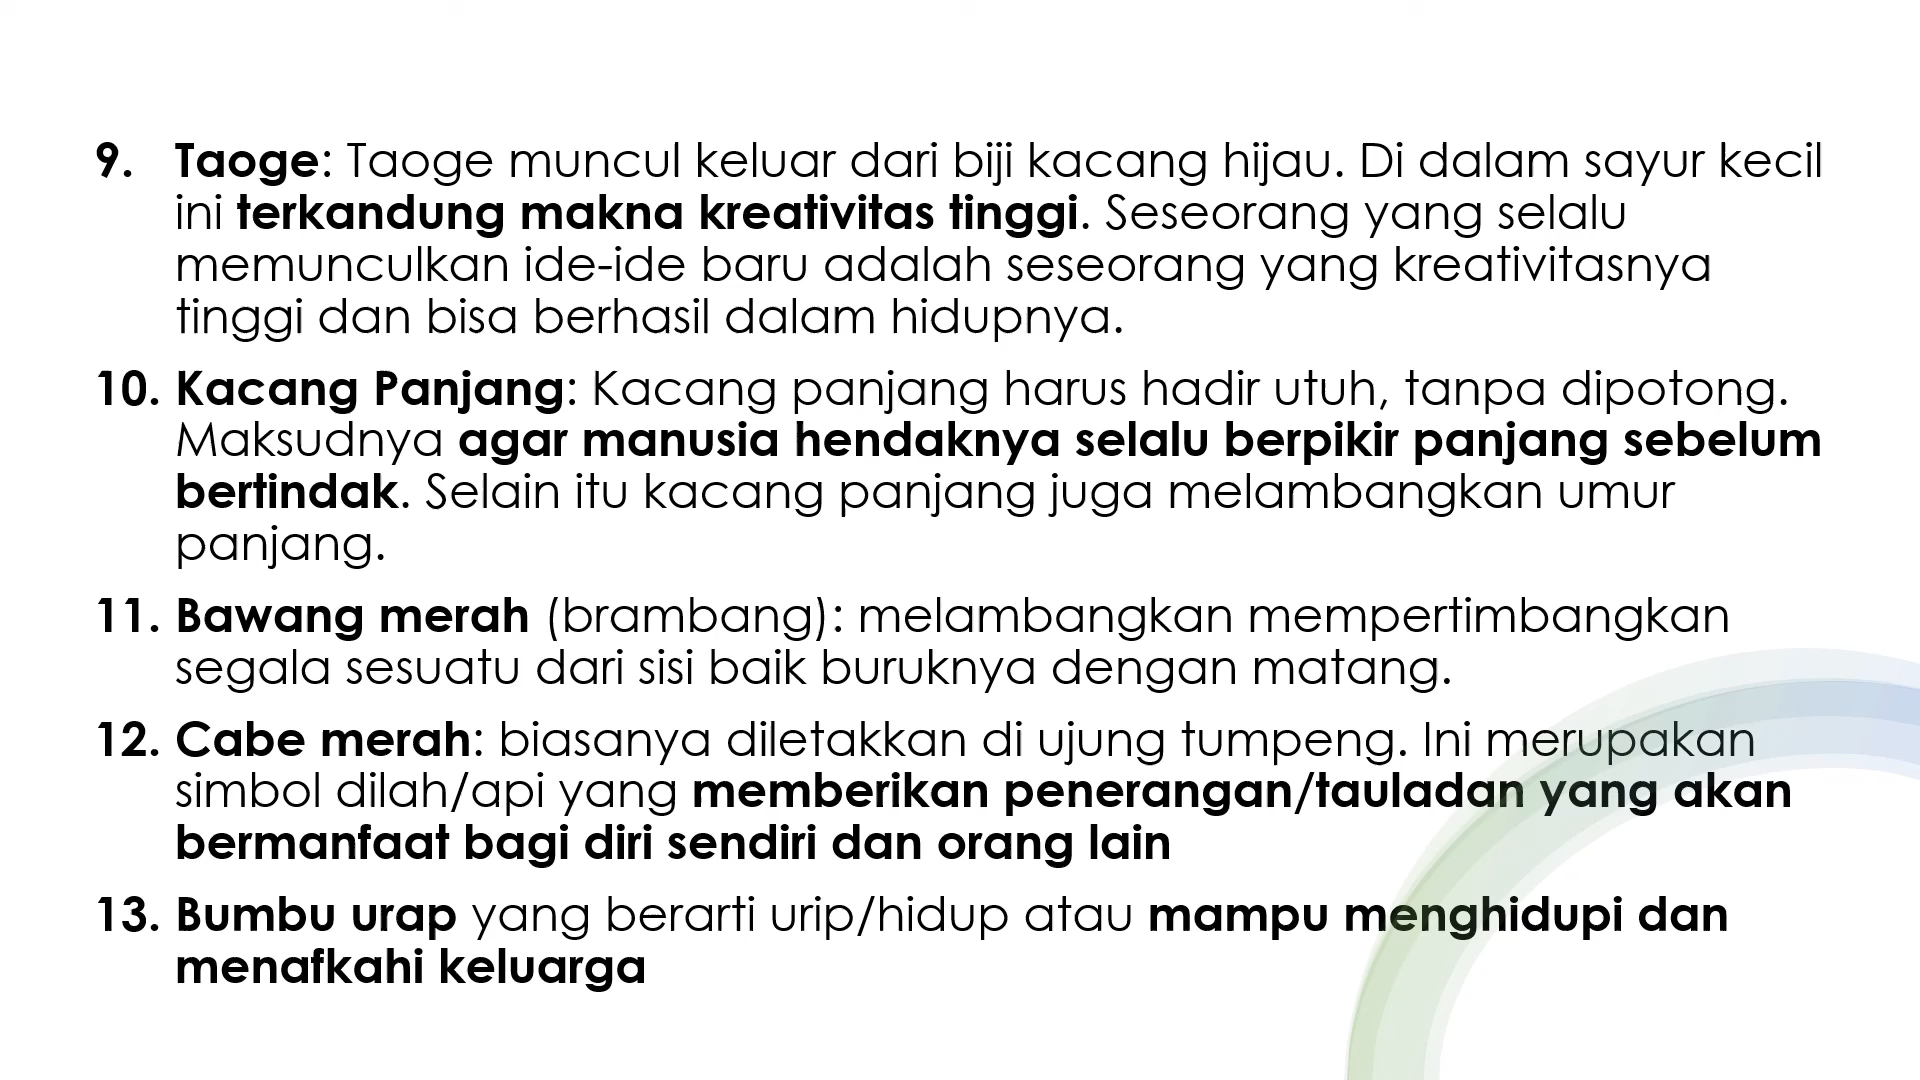 9. Taoge: Taoge muncul keluar dari biji kacang hijau. Di dalam sayur kecil
ini terkandung makna kreativitas tinggi. Seseorang yang selalu
memunculkan ide-ide baru adalah seseorang yang kreativitasnya
tinggi dan bisa berhasil dalam hidupnya.
10. Kacang Panjang: Kacang panjang harus hadir utuh, tanpa dipotong.
Maksudnya agar manusia hendaknya selalu berpikir panjang sebelum
bertindak. Selain itu kacang panjang juga melambangkan umur
panjang.
11. Bawang merah (brambang): melambangkan mempertimbangkan
segala sesuatu dari sisi baik buruknya dengan matang.
12. Cabe merah: biasanya diletakkan di ujung tumpeng. Ini merupakan
simbol dilah/api yang memberikan penerangan/tauladan yang akan
bermanfaat bagi diri sendiri dan orang lain
13. Bumbu urap yang berarti urip/hidup atau mampu menghidupi dan
menafkahi keluarga